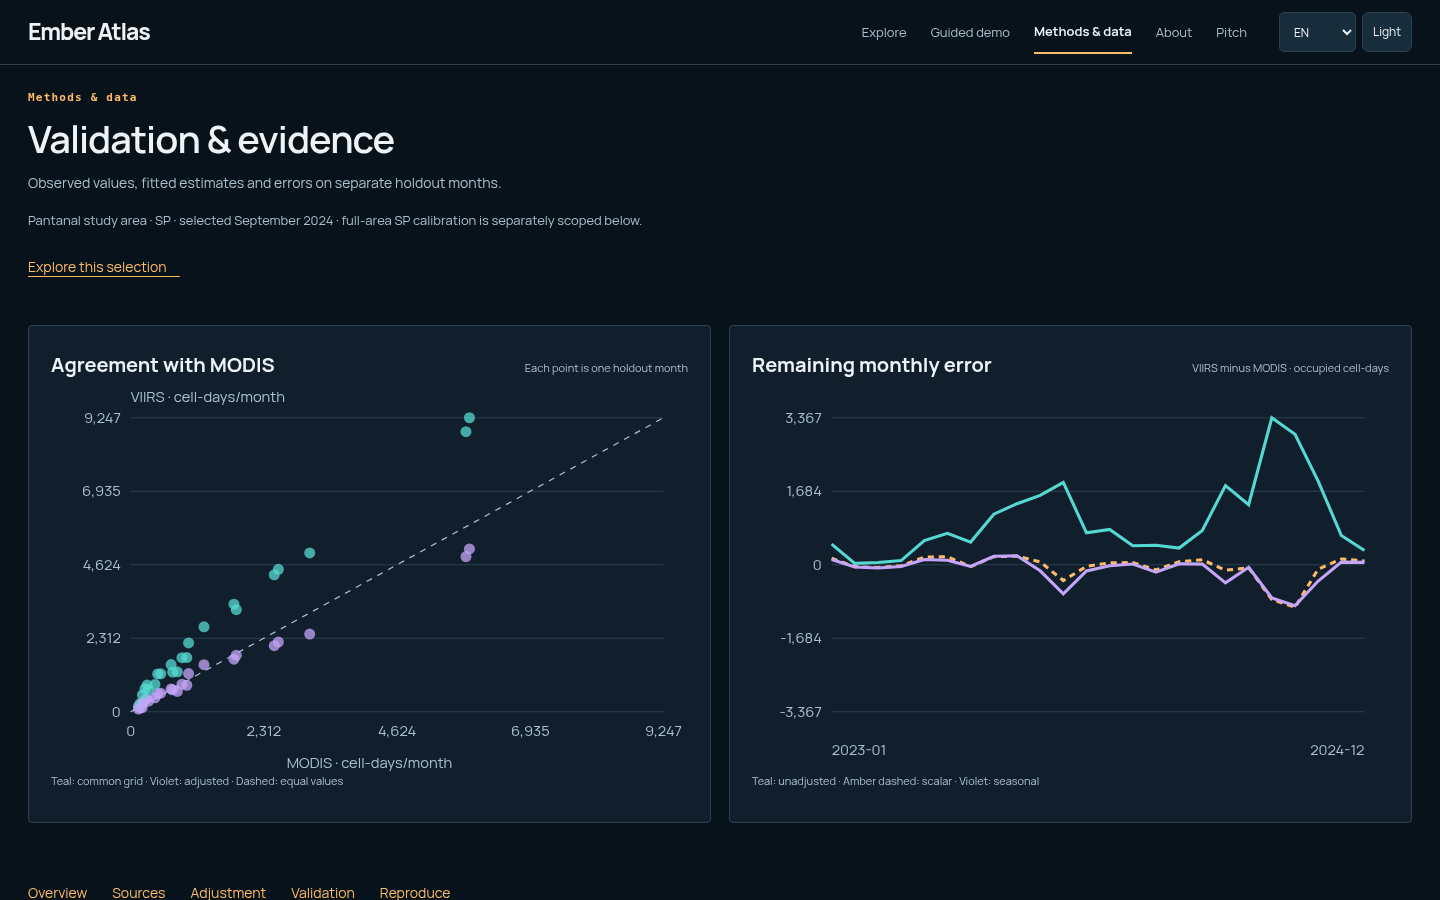 Ember Atlas
Explore
Guided demo
Methods & data
About
Pitch
EN
Light
Methods & data
Validation & evidence
Observed values, fitted estimates and errors on separate holdout months.
Pantanal study area · SP · selected September 2024 · full-area SP calibration is separately scoped below.
Explore this selection
Agreement with MODIS
Each point is one holdout month
VIIRS · cell-days/month
9,247
6,935
4,624
2,312
0
0
2,312
4,624
6,935
9,247
MODIS · cell-days/month
Teal: common grid · Violet: adjusted · Dashed: equal values
Remaining monthly error
VIIRS minus MODIS · occupied cell-days
3,367
1,684
0
-1,684
-3,367
2023-01
2024-12
Teal: unadjusted · Amber dashed: scalar · Violet: seasonal
Overview
Sources
Adjustment
Validation
Reproduce